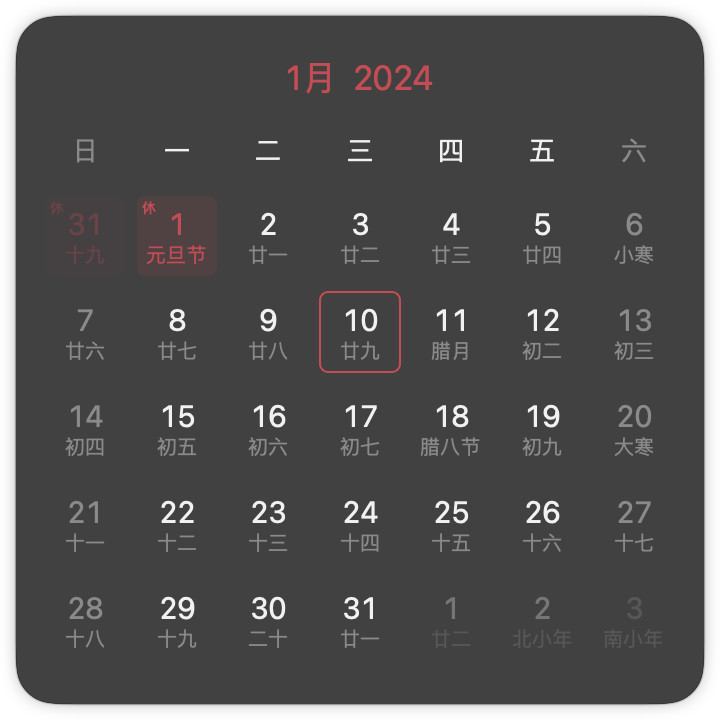 1月 2024
日 一 二 三 四 五 六
休 休
31 1 2 3 4 5 6
十九 元旦节 廿一 廿二 廿三 廿四 小寒
7 8 9 10 11 12 13
廿六 廿七 廿八 廿九 腊月 初二 初三
14 15 16 17 18 19 20
初四 初五 初六 初七 腊八节 初九 大寒
21 22 23 24 25 26 27
十一 十二 十三 十四 十五 十六 十七
28 29 30 31 1 2 3
十八 十九 二十 廿一 廿二 北小年 南小年